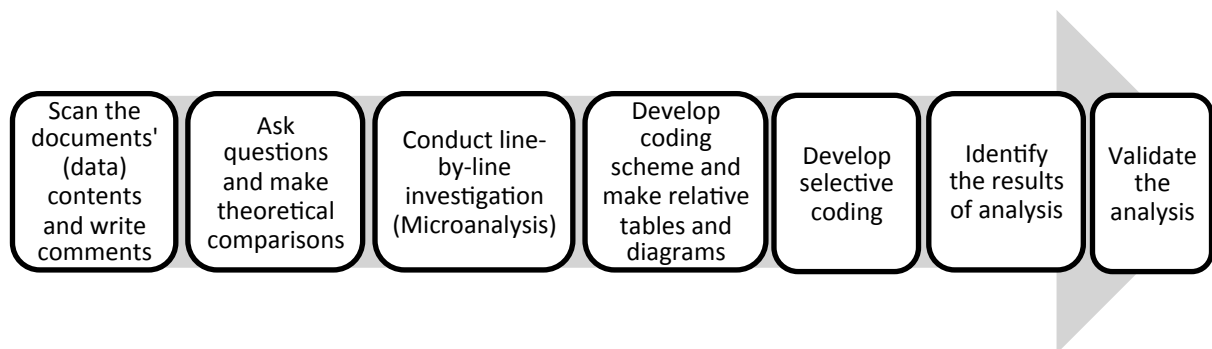 Scan the
documents'
(data)
contents
and write
comments
Ask
questions
and make
theoretical
comparisons
Conduct line-
by-line
investigation
(Microanalysis)
Develop
coding
scheme and
make relative
tables and
diagrams
Develop
selective
coding
Identify
the results
of analysis
Validate
the
analysis